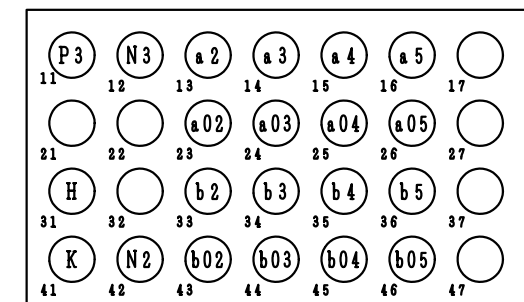 P3 N3 a2 a3 a4 a5
11 12 13 14 15 16 17
a02 a03 a04 a05
21 22 23 24 25 26 27
H b2 b3 b4 b5
31 32 33 34 35 36 37
K N2 b02 b03 b04 b05
41 42 43 44 45 46 47